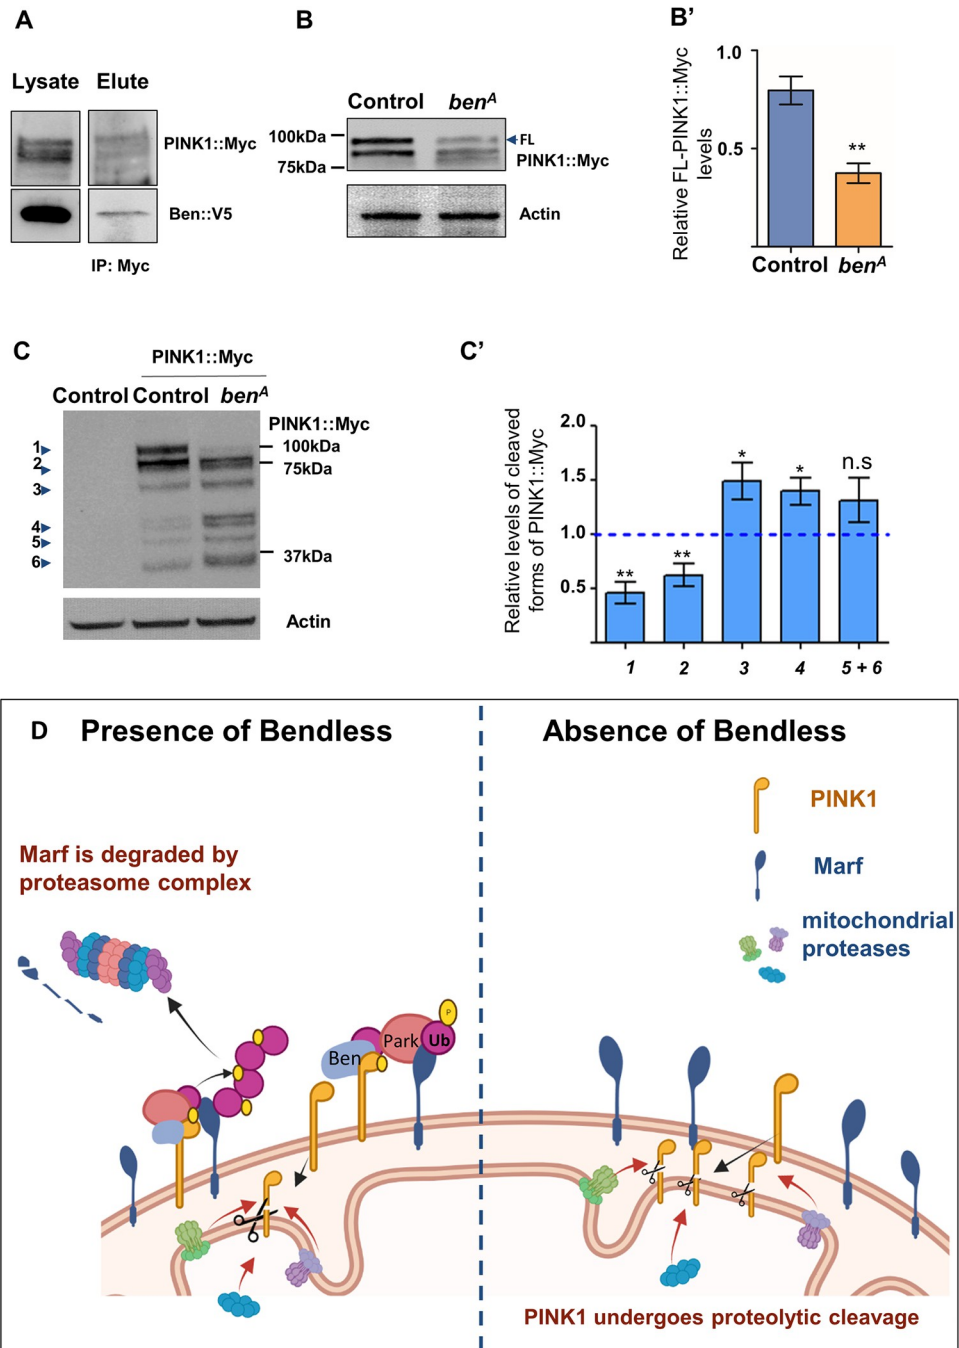 A
Lysate Elute
PINK1::Myc
Ben::V5
IP: Myc
B
Control benᴬ
100kDa
FL
75kDa
PINK1::Myc
Actin
B’
Relative FL-PINK1::Myc
levels
1.0
0.5
**
Control benᴬ
C
PINK1::Myc
Control Control benᴬ
PINK1::Myc
1
100kDa
2
75kDa
3
4
5
37kDa
6
Actin
C’
Relative levels of cleaved
forms of PINK1::Myc
2.0
1.5
1.0
0.5
**
**
*
*
n.s
1 2 3 4 5 + 6
D
Presence of Bendless
Absence of Bendless
PINK1
Marf
mitochondrial
proteases
Marf is degraded by
proteasome complex
P
Ben
Park
Ub
PINK1 undergoes proteolytic cleavage